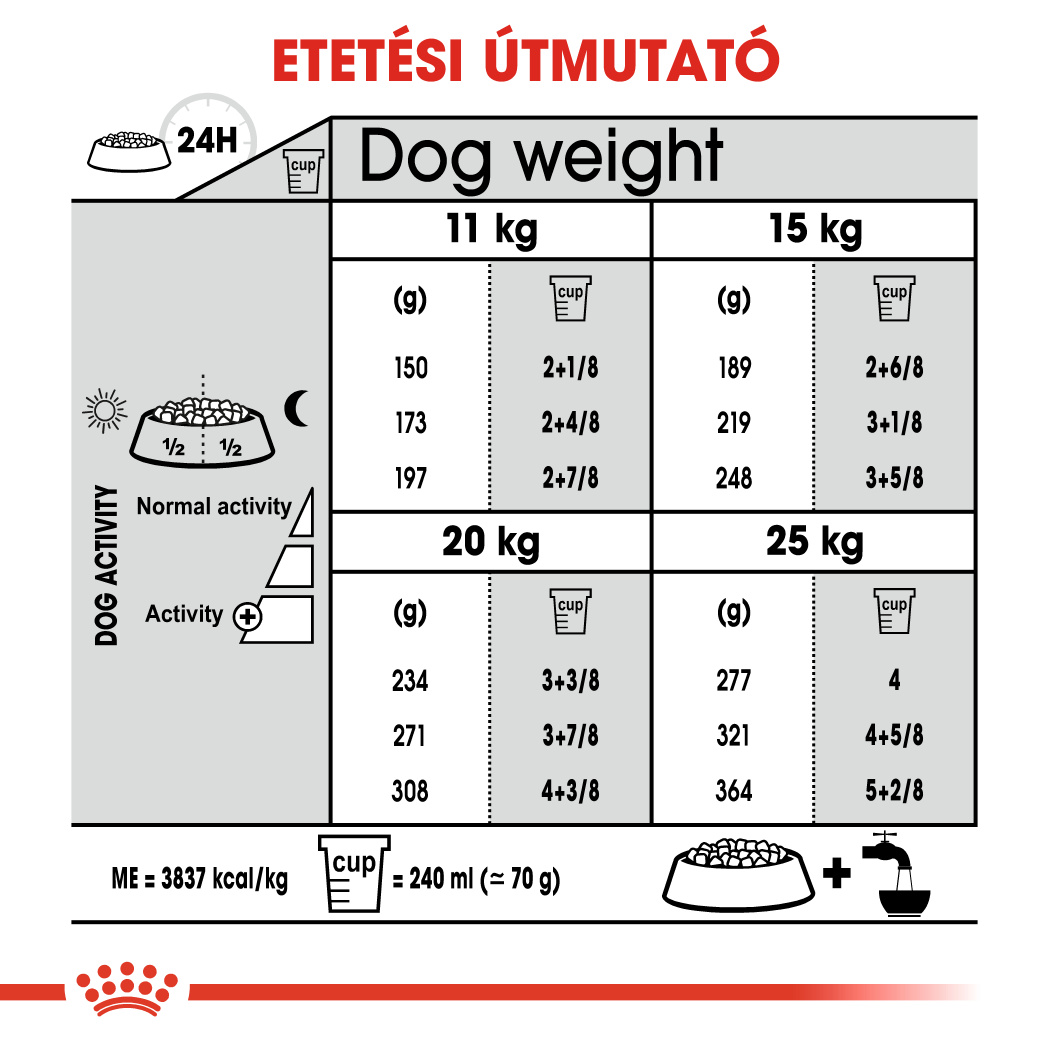 ETETÉSI ÚTMUTATÓ
24H
cup
Dog weight
11 kg 15 kg
(g) cup (g) cup
150 2+1/8 189 2+6/8
173 2+4/8 219 3+1/8
197 2+7/8 248 3+5/8
½ ½
DOG ACTIVITY
Normal activity
Activity +
20 kg 25 kg
(g) cup (g) cup
234 3+3/8 277 4
271 3+7/8 321 4+5/8
308 4+3/8 364 5+2/8
ME = 3837 kcal/kg cup = 240 ml (≃ 70 g) +